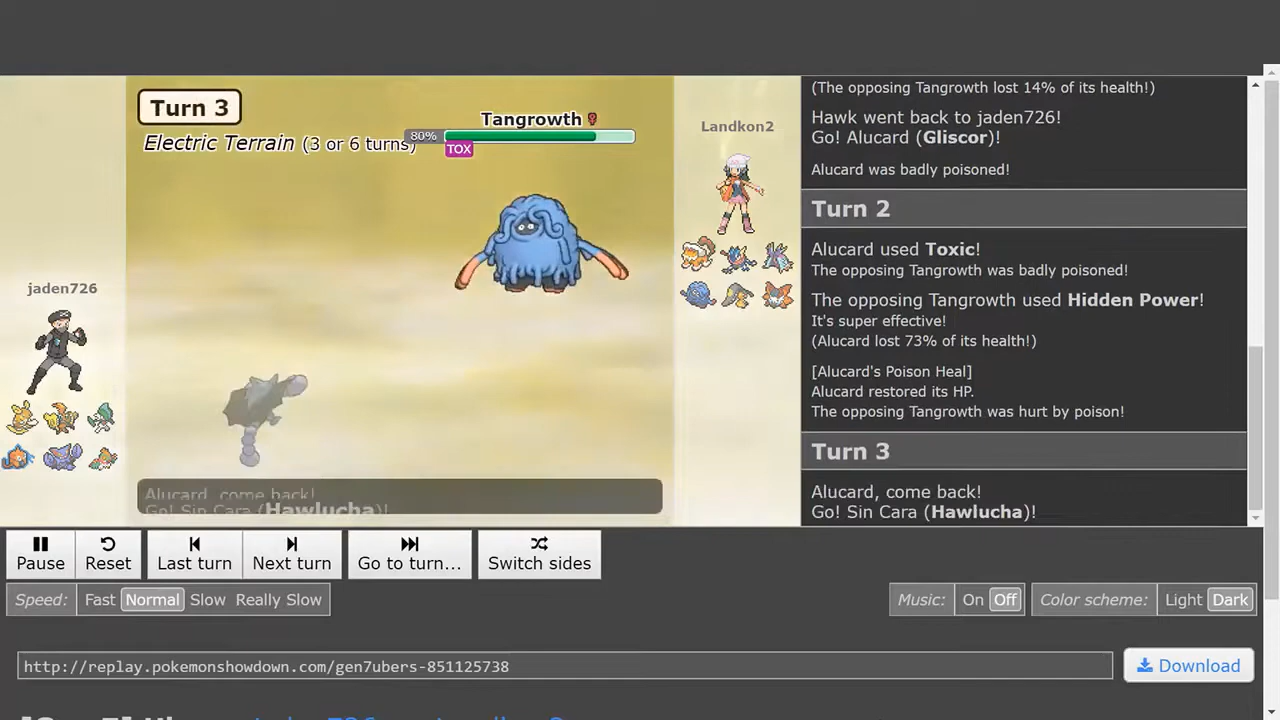 Turn 3
Electric Terrain (3 or 6 turns)
Tangrowth
80%
TOX
Landkon2
jaden726
Alucard, come back!
Go! Sin Cara (Hawlucha)!
(The opposing Tangrowth lost 14% of its health!)
Hawk went back to jaden726!
Go! Alucard (Gliscor)!
Alucard was badly poisoned!
Turn 2
Alucard used Toxic!
The opposing Tangrowth was badly poisoned!
The opposing Tangrowth used Hidden Power!
It's super effective!
(Alucard lost 73% of its health!)
[Alucard's Poison Heal]
Alucard restored its HP.
The opposing Tangrowth was hurt by poison!
Turn 3
Alucard, come back!
Go! Sin Cara (Hawlucha)!
Pause Reset Last turn Next turn Go to turn... Switch sides
Speed: Fast Normal Slow Really Slow Music: On Off Color scheme: Light Dark
http://replay.pokemonshowdown.com/gen7ubers-851125738
Download